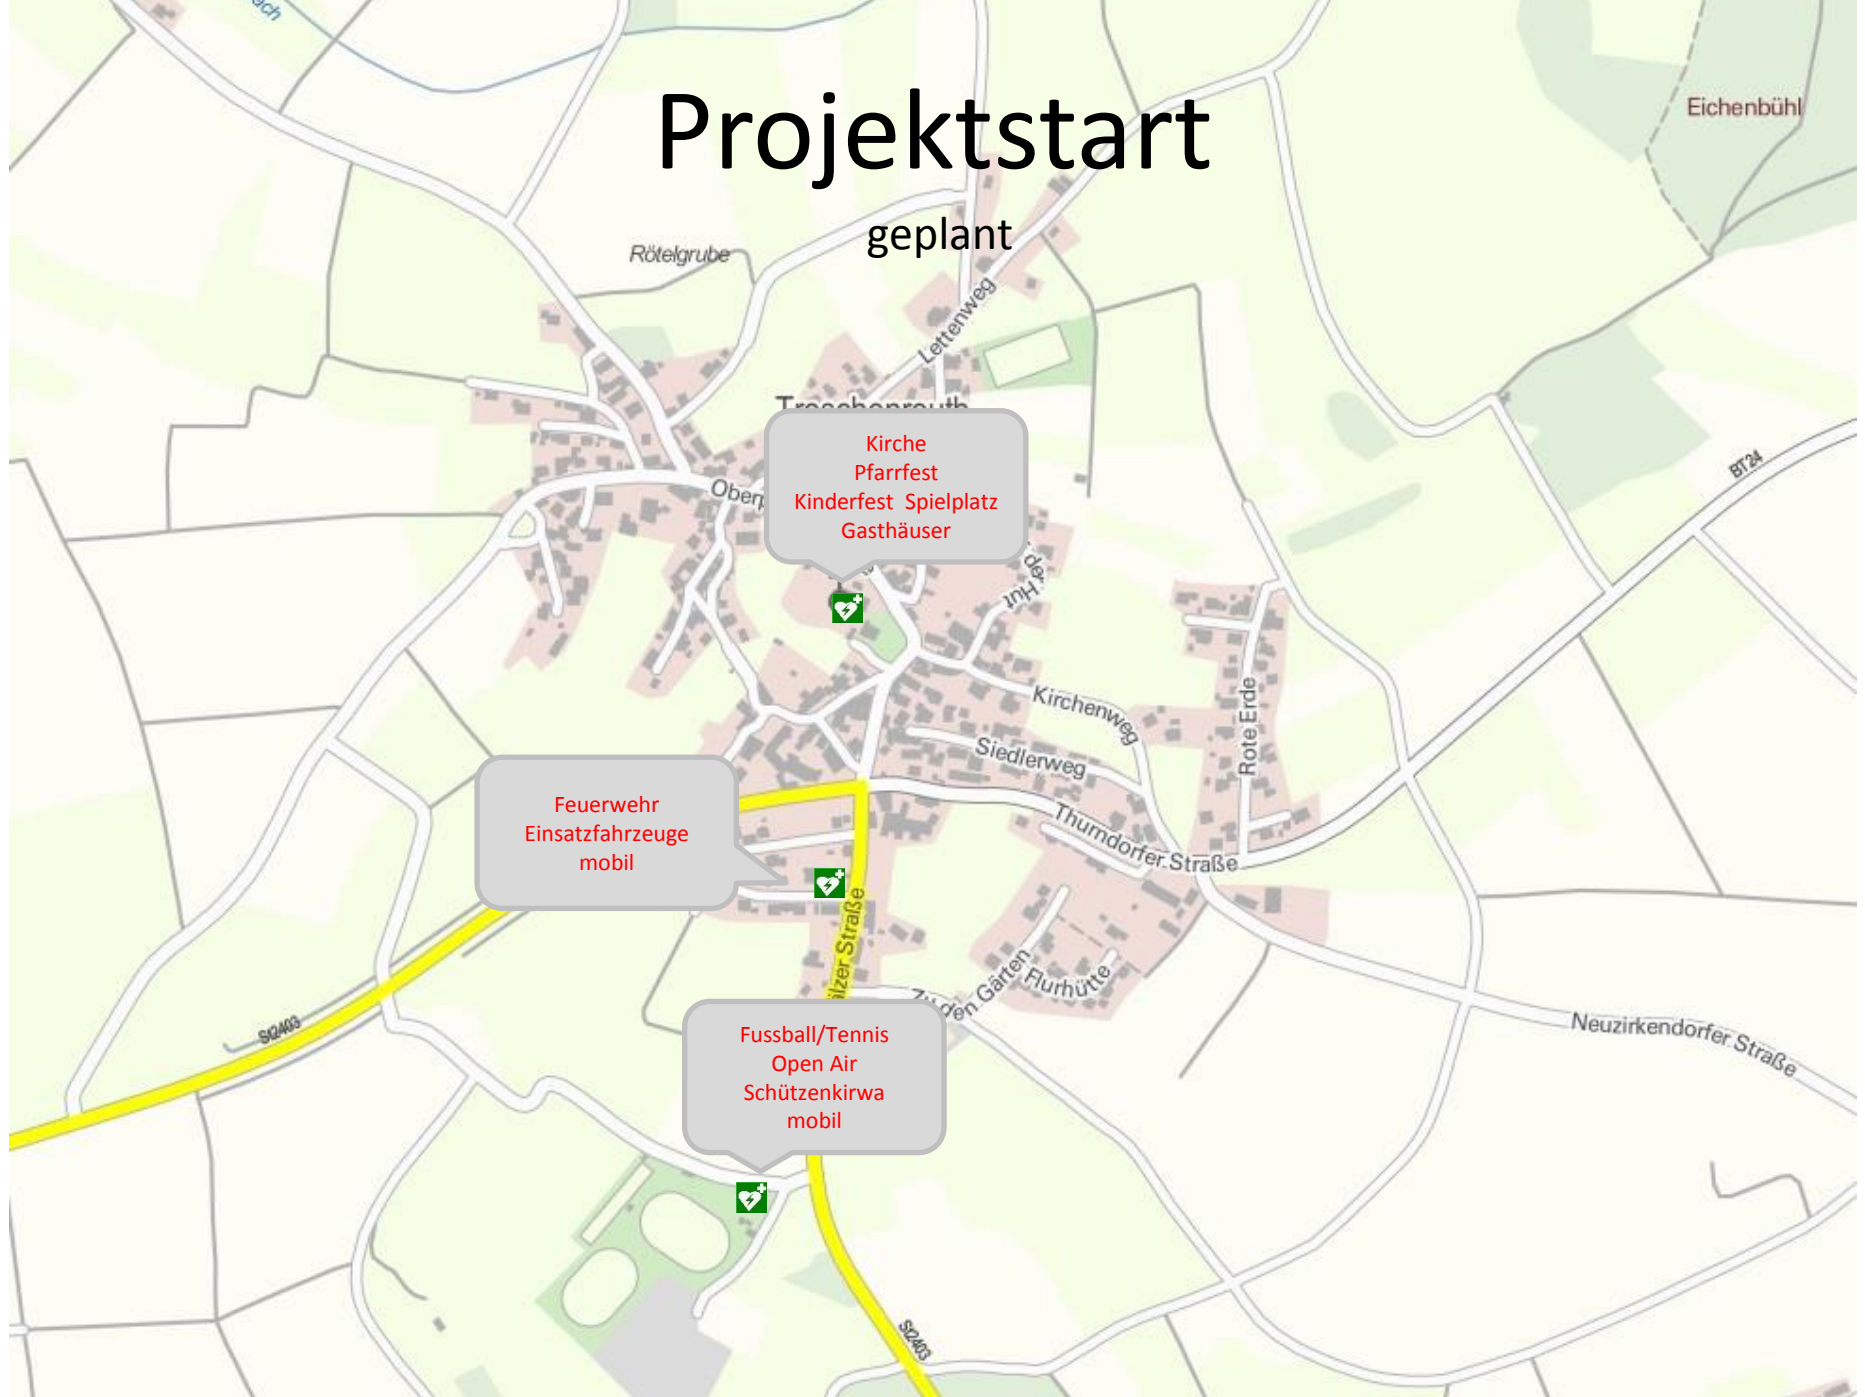 Projektstart
geplant
Eichenbühl
Rötelgrube
Lettenweg
Kirche
Pfarrfest
Kinderfest Spielplatz
Gasthäuser
BT24
der
Hut
Kirchenweg
Siedlerweg
Rote Erde
Feuerwehr
Einsatzfahrzeuge
mobil
Thurndorfer Straße
Straße
Zu den Gärten
Flurhütte
St2403
Fussball/Tennis
Open Air
Schützenkirwa
mobil
Neuzirkendorfer Straße
St2403